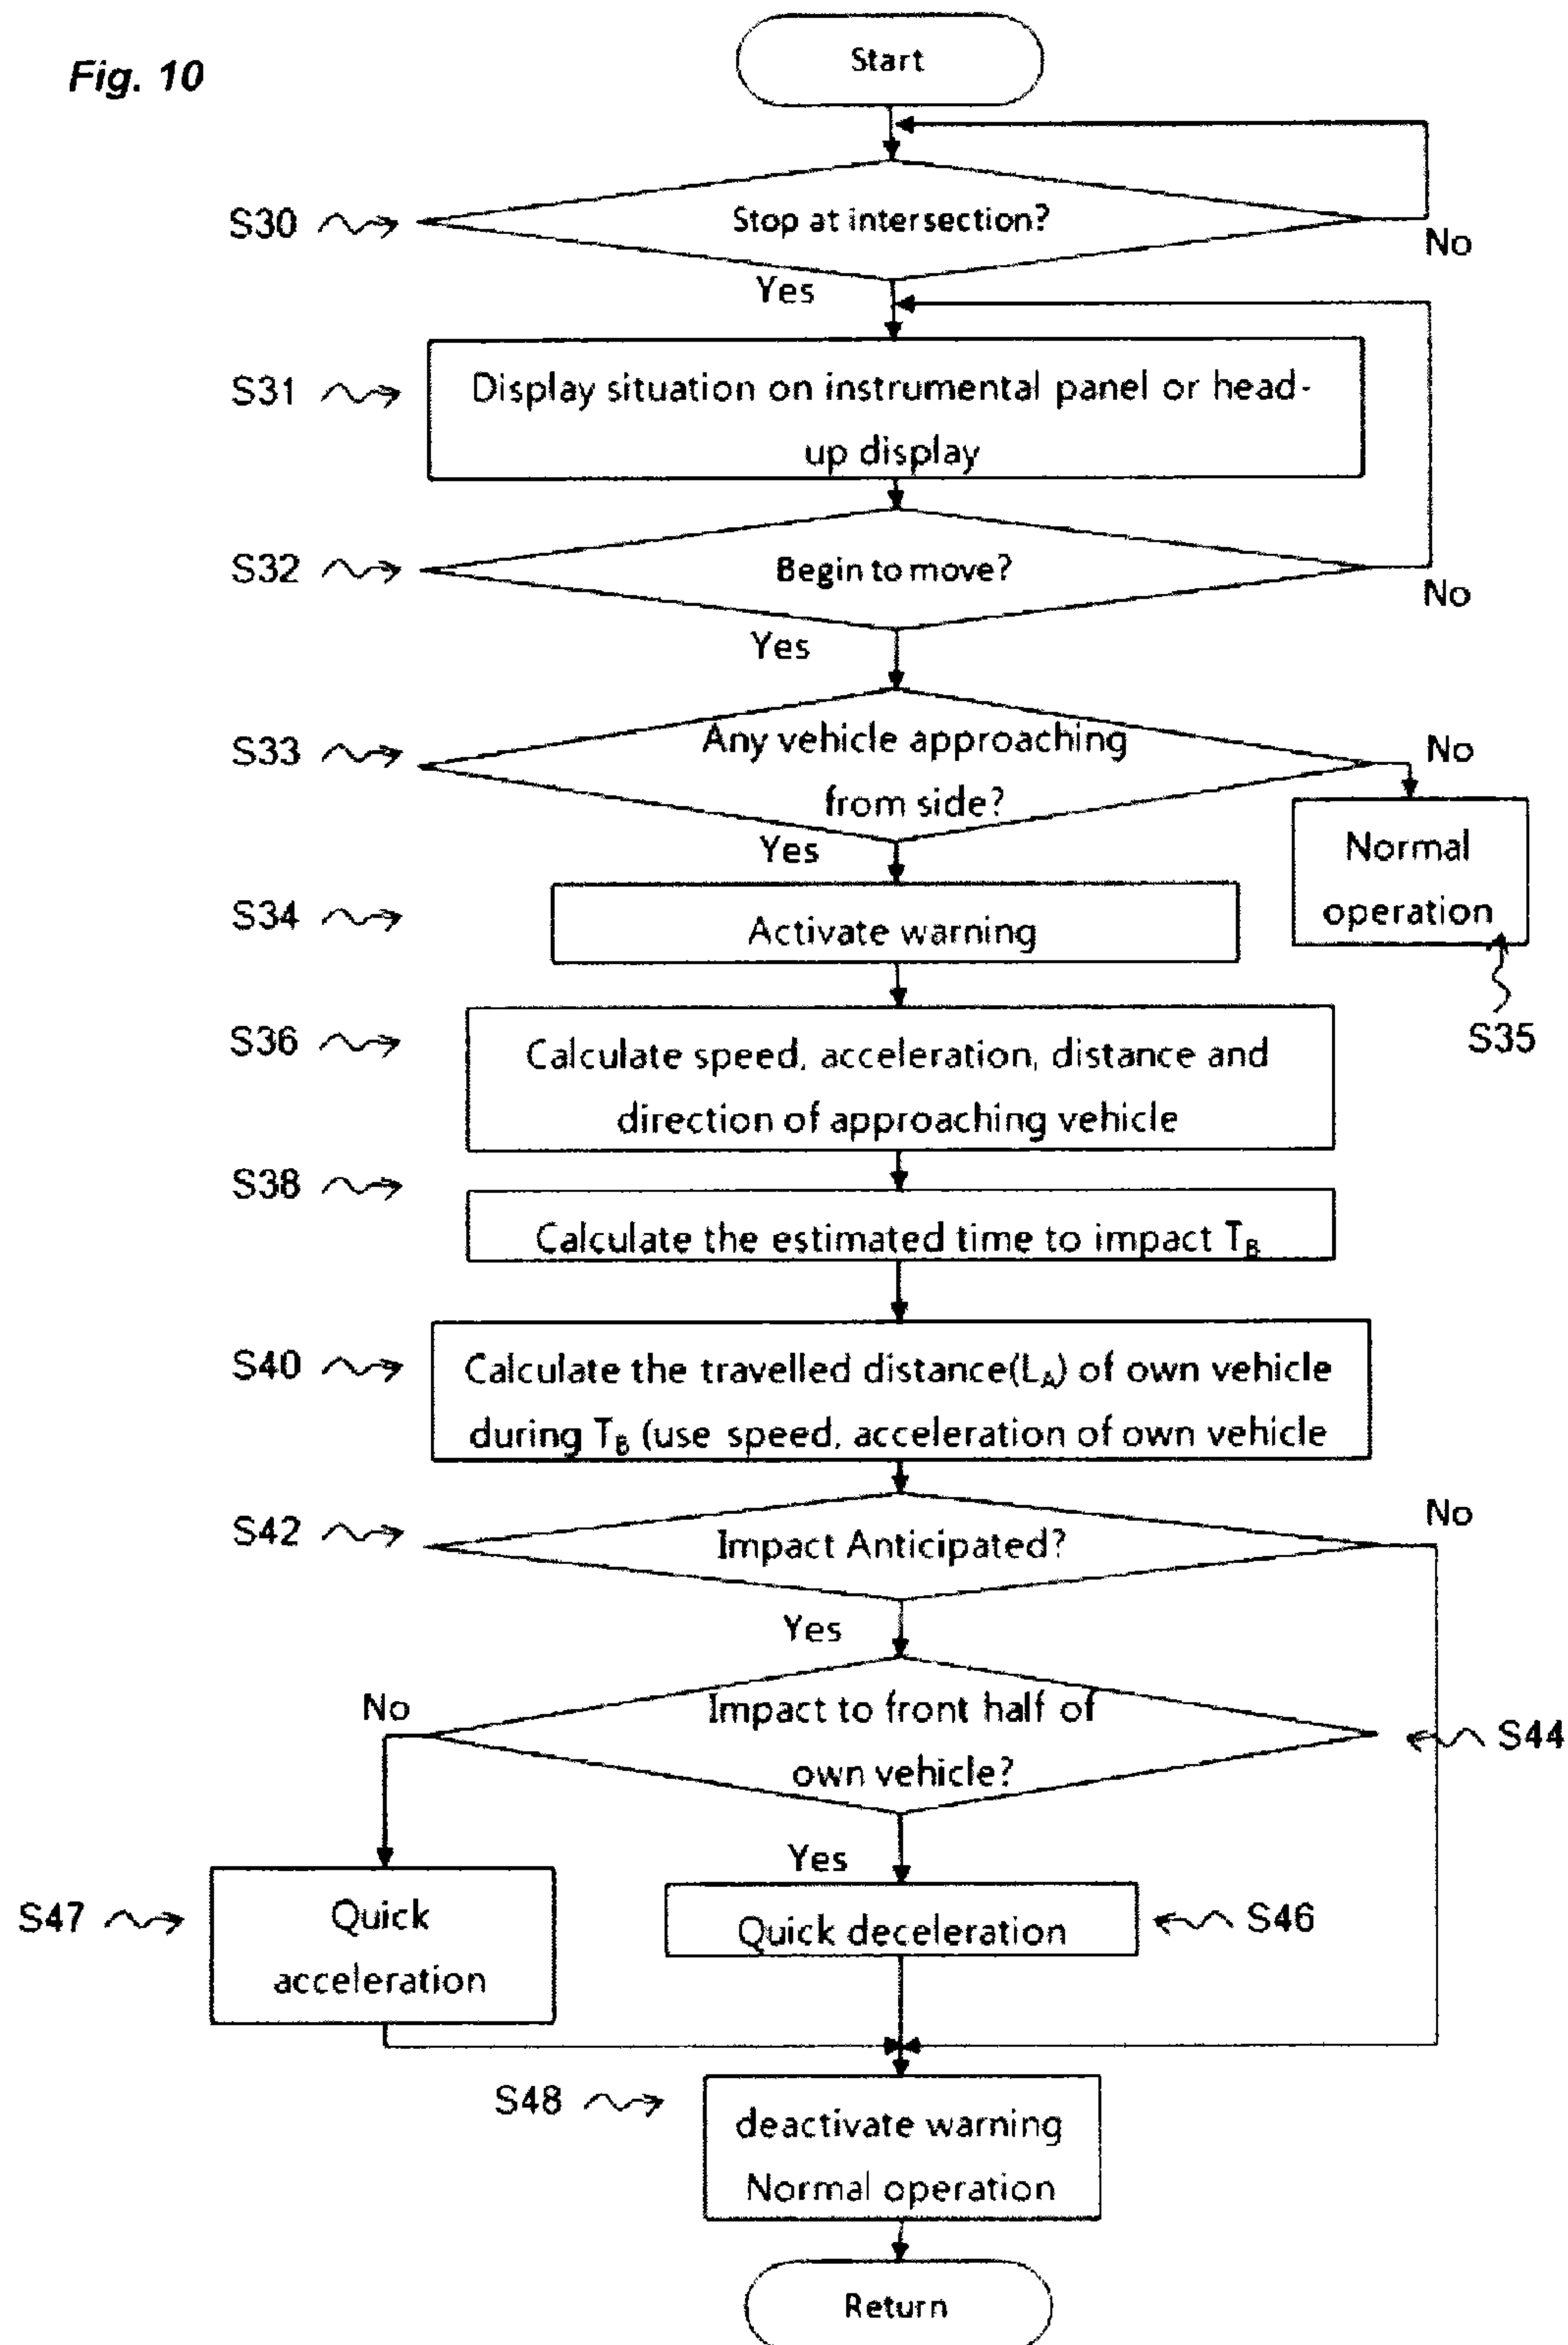 Fig. 10
Start
S30
Stop at intersection?
No
Yes
S31
Display situation on instrumental panel or head-
up display
S32
Begin to move?
No
Yes
S33
Any vehicle approaching
from side?
No
Yes
Normal
operation
S35
S34
Activate warning
S36
Calculate speed, acceleration, distance and
direction of approaching vehicle
S38
Calculate the estimated time to impact T_B
S40
Calculate the travelled distance(L_A) of own vehicle
during T_B (use speed, acceleration of own vehicle
S42
Impact Anticipated?
No
Yes
Impact to front half of
own vehicle?
S44
No
Yes
S47
Quick
acceleration
Quick deceleration
S46
S48
deactivate warning
Normal operation
Return